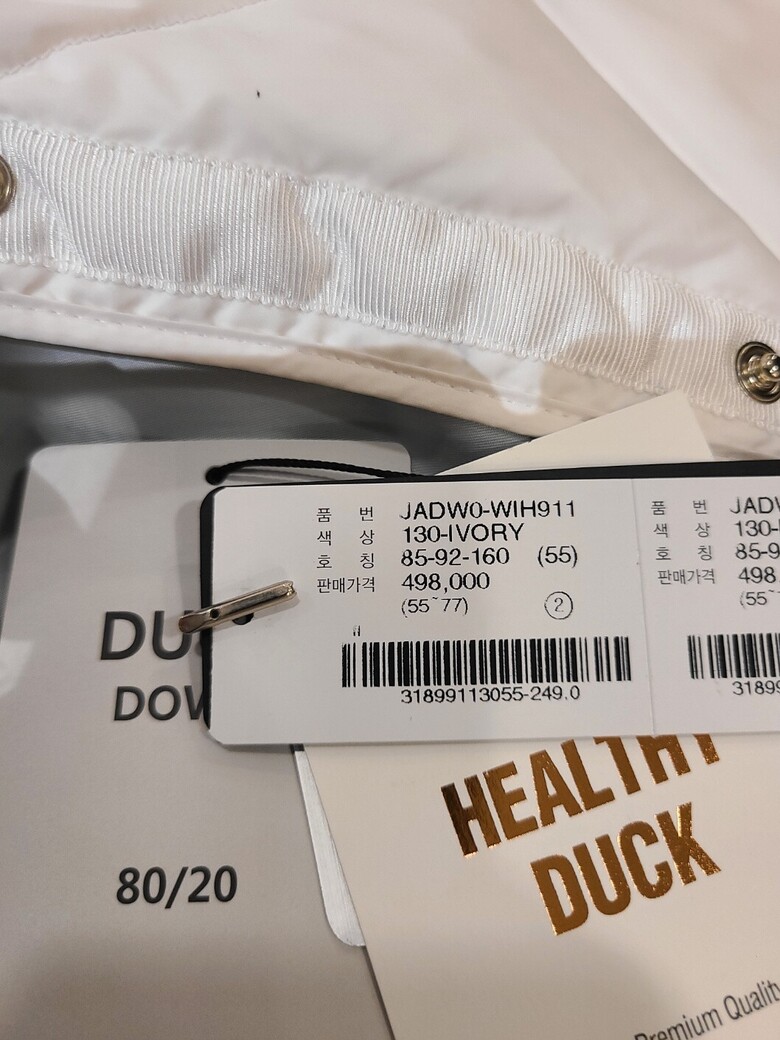 품 번 JADW0-WIH911
색 상 130-IVORY
호 칭 85-92-160 (55)
판매가격 498,000
(55~77) ②
31899113055-249.0
품 번
색 상 130-
호 칭 85-9
판매가격 498
80/20
HEALTHY
DUCK
Premium Quality